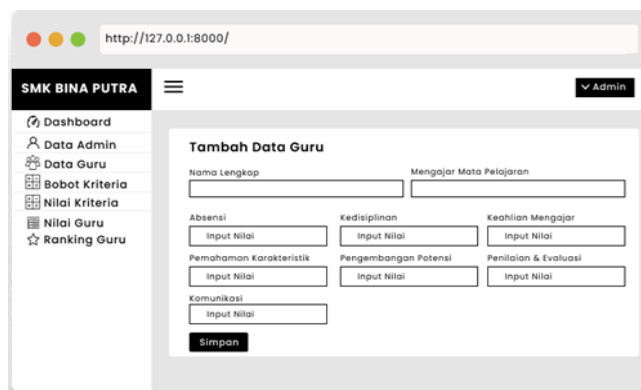 http://127.0.0.1:8000/
SMK BINA PUTRA
Admin
Dashboard
Data Admin
Data Guru
Bobot Kriteria
Nilai Kriteria
Nilai Guru
Ranking Guru
Tambah Data Guru
Nama Lengkap Mengajar Mata Pelajaran
Absensi Kedisiplinan Keahlian Mengajar
Input Nilai Input Nilai Input Nilai
Pemahaman Karakteristik Pengembangan Potensi Penilaian & Evaluasi
Input Nilai Input Nilai Input Nilai
Komunikasi
Input Nilai
Simpan